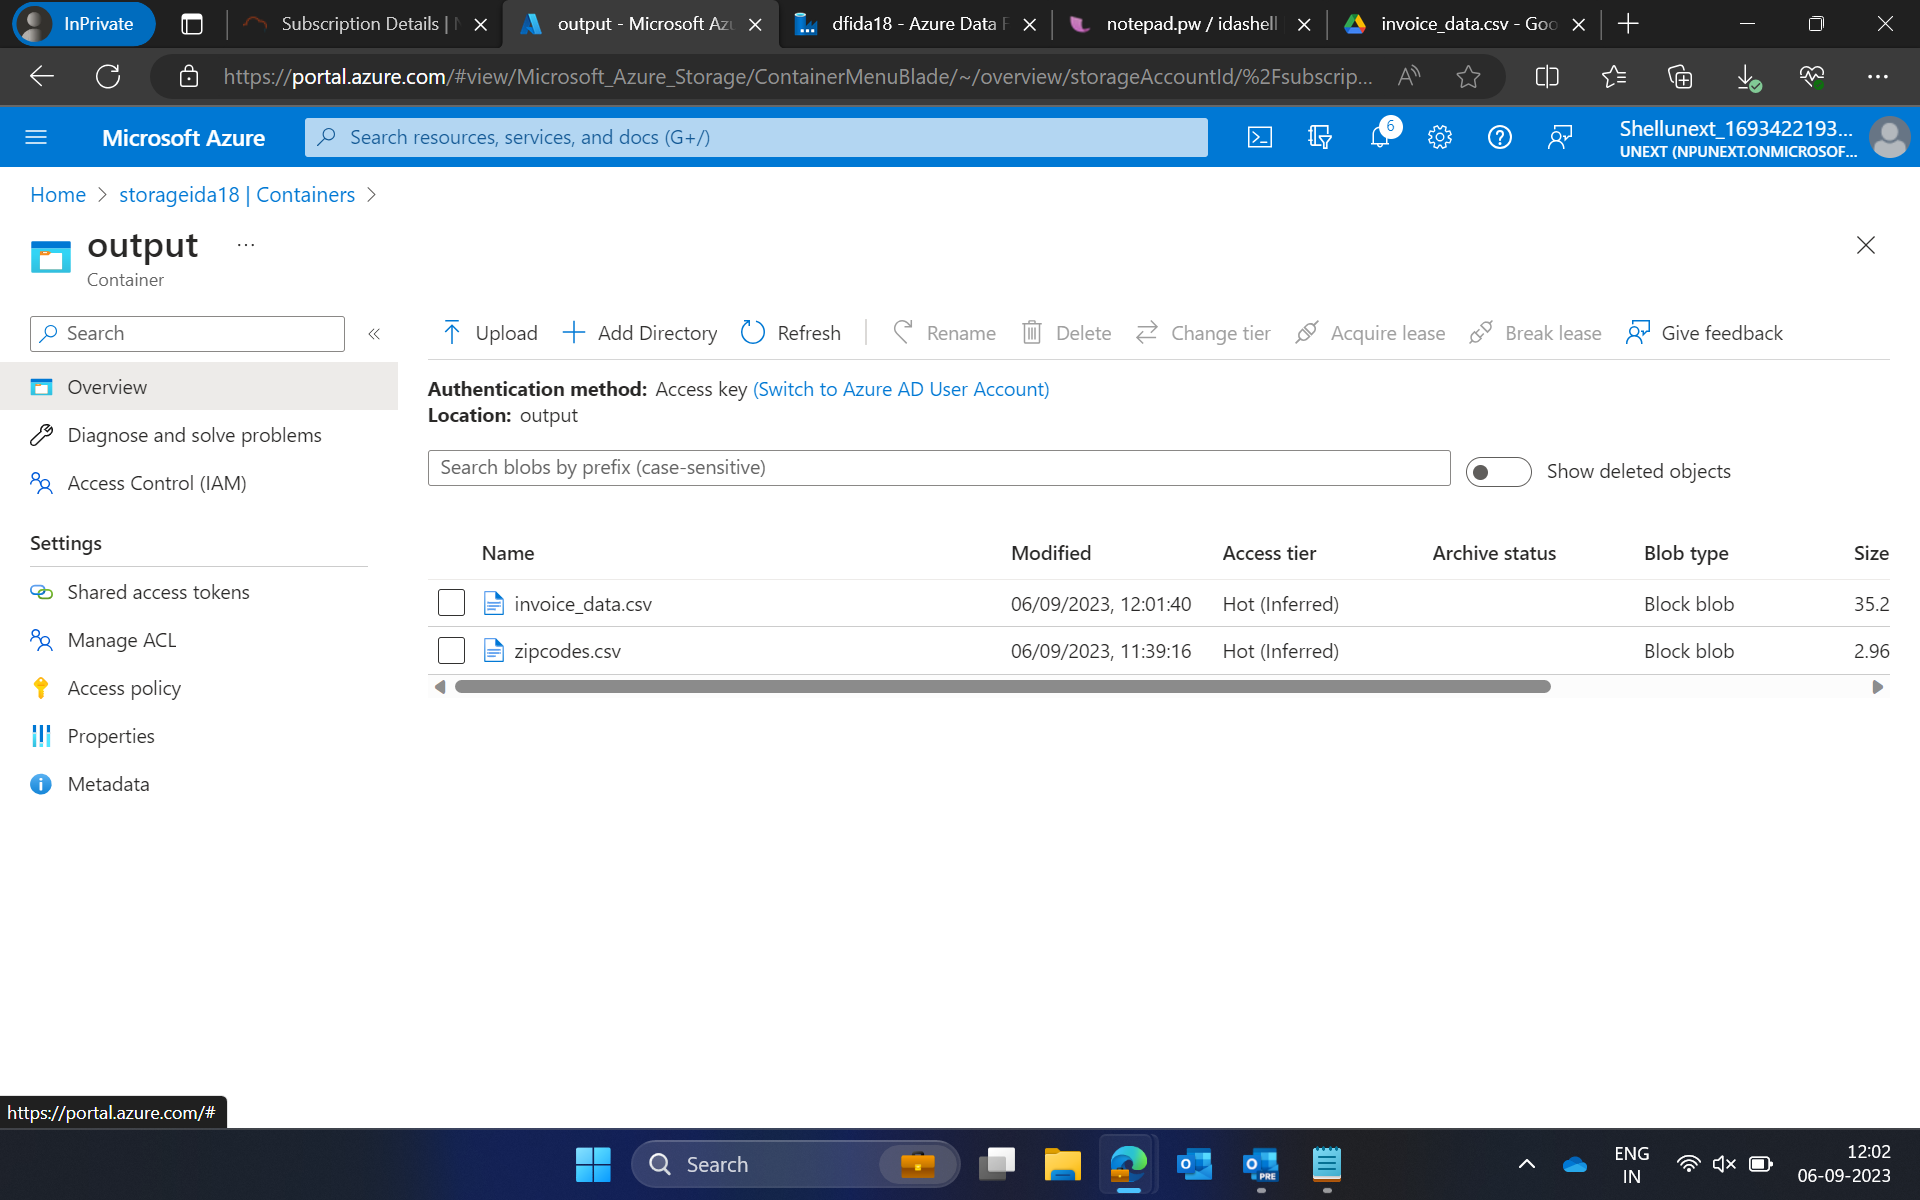 InPrivate
Subscription Details | N
output - Microsoft Azu
dfida18 - Azure Data F
notepad.pw / idashell
invoice_data.csv - Goo
https://portal.azure.com/#view/Microsoft_Azure_Storage/ContainerMenuBlade/~/overview/storageAccountId/%2Fsubscrip...
Microsoft Azure
Search resources, services, and docs (G+/)
6
Shellunext_1693422193...
UNEXT (NPUNEXT.ONMICROSOF...
Home > storageida18 | Containers >
output ...
Container
Search
«
Upload
Add Directory
Refresh
Rename
Delete
Change tier
Acquire lease
Break lease
Give feedback
Overview
Diagnose and solve problems
Access Control (IAM)
Settings
Shared access tokens
Manage ACL
Access policy
Properties
Metadata
Authentication method: Access key (Switch to Azure AD User Account)
Location: output
Search blobs by prefix (case-sensitive)
Show deleted objects
Name Modified Access tier Archive status Blob type Size
invoice_data.csv 06/09/2023, 12:01:40 Hot (Inferred) Block blob 35.2
zipcodes.csv 06/09/2023, 11:39:16 Hot (Inferred) Block blob 2.96
https://portal.azure.com/#
Search
PRE
ENG
IN
12:02
06-09-2023